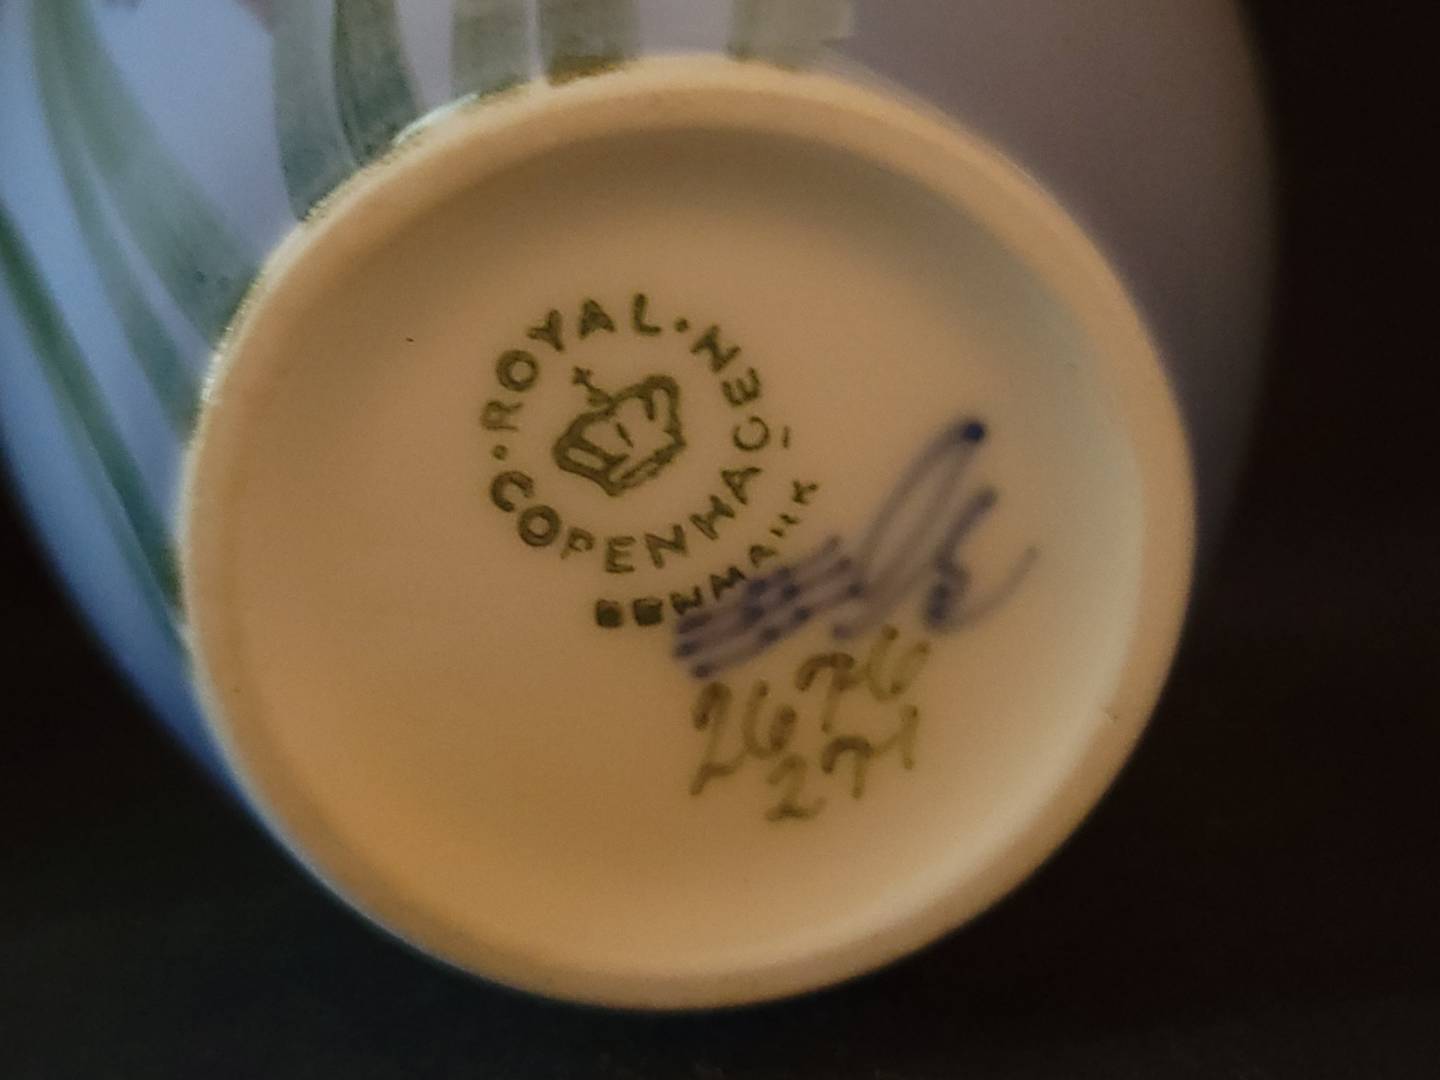 ROYAL · COPENHAGEN
DENMARK
2676
271